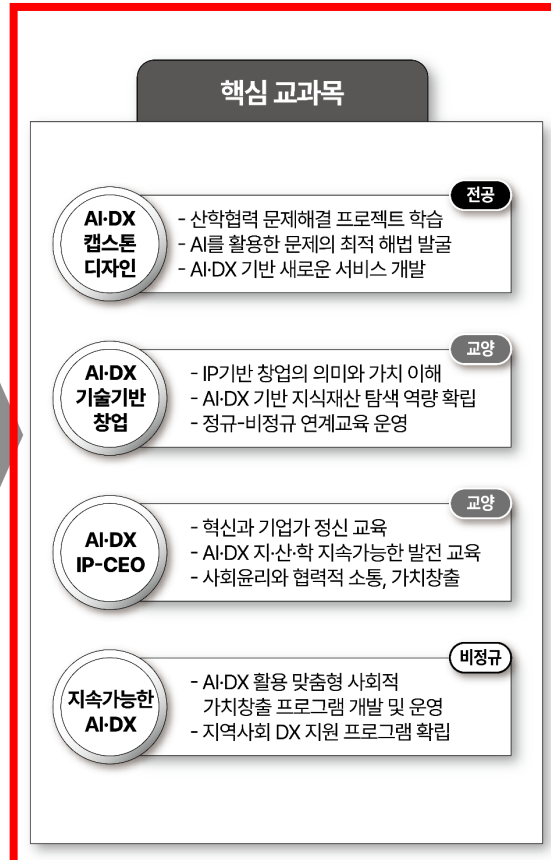 핵심 교과목
전공
AI·DX
캡스톤
디자인
- 산학협력 문제해결 프로젝트 학습
- AI를 활용한 문제의 최적 해법 발굴
- AI·DX 기반 새로운 서비스 개발
교양
AI·DX
기술기반
창업
- IP기반 창업의 의미와 가치 이해
- AI·DX 기반 지식재산 탐색 역량 확립
- 정규-비정규 연계교육 운영
교양
AI·DX
IP-CEO
- 혁신과 기업가 정신 교육
- AI·DX 지·산·학 지속가능한 발전 교육
- 사회윤리와 협력적 소통, 가치창출
비정규
지속가능한
AI·DX
- AI·DX 활용 맞춤형 사회적
가치창출 프로그램 개발 및 운영
- 지역사회 DX 지원 프로그램 확립